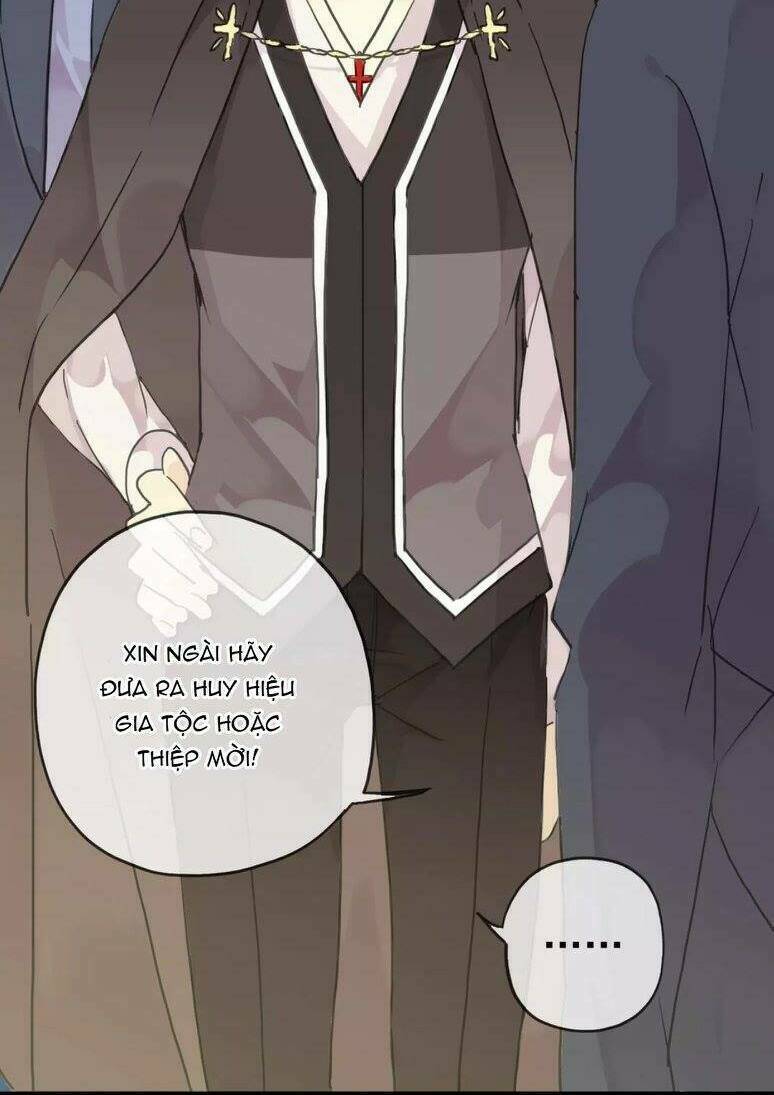 XIN NGÀI HÃY
ĐƯA RA HUY HIỆU
GIA TỘC HOẶC
THIỆP MỜI!
......